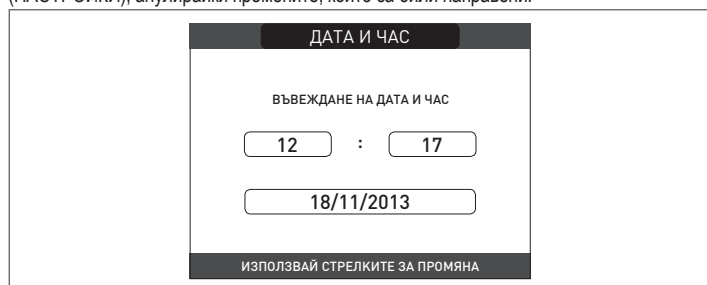 (НАСТРОЙКИ), анулирайки промените, които са били направени.
ДАТА И ЧАС
ВЪВЕЖДАНЕ НА ДАТА И ЧАС
12 : 17
18/11/2013
ИЗПОЛЗВАЙ СТРЕЛКИТЕ ЗА ПРОМЯНА